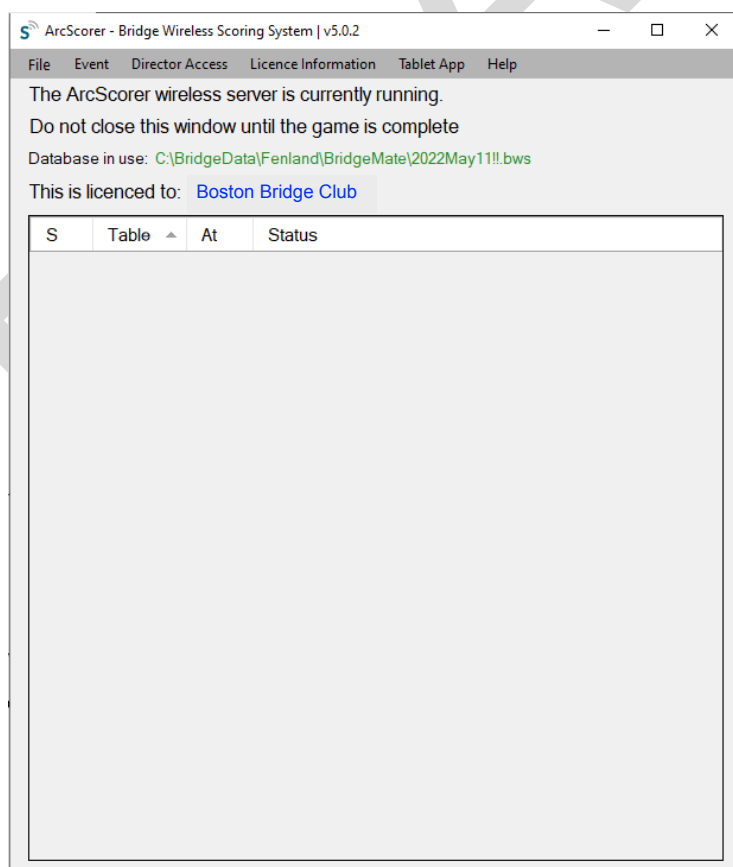 ArcScorer - Bridge Wireless Scoring System | v5.0.2
File Event Director Access Licence Information Tablet App Help
The ArcScorer wireless server is currently running.
Do not close this window until the game is complete
Database in use: C:\BridgeData\Fenland\BridgeMate\2022May11!!.bws
This is licenced to: Boston Bridge Club
S Table At Status